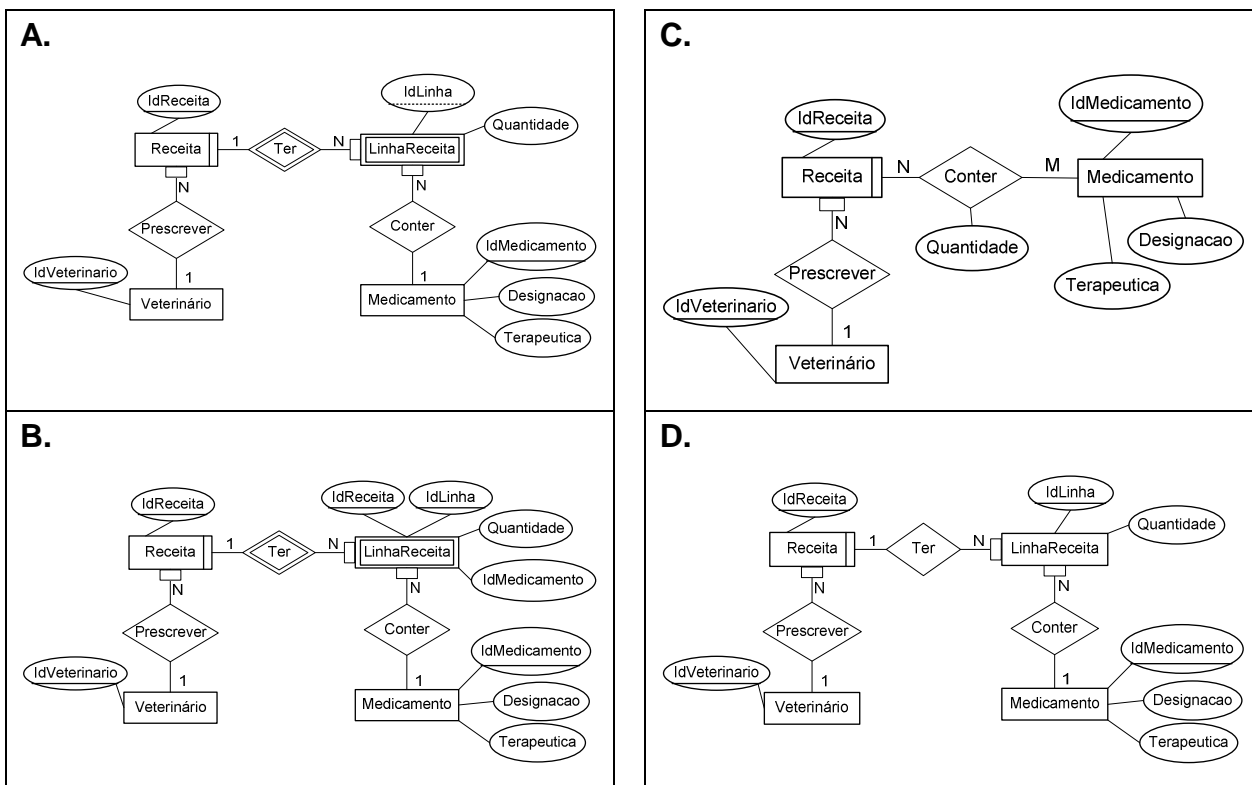 A.
IdLinha
IdReceita
Quantidade
Receita 1 Ter N LinhaReceita
N N
Prescrever Conter
IdMedicamento
IdVeterinario 1 1
Veterinário Medicamento Designacao
Terapeutica
C.
IdMedicamento
IdReceita
Receita N Conter M Medicamento
N
Quantidade Designacao
Prescrever
Terapeutica
IdVeterinario
1
Veterinário
B.
IdReceita IdReceita IdLinha
Quantidade
Receita 1 Ter N LinhaReceita
IdMedicamento
N N
Prescrever Conter
IdMedicamento
IdVeterinario 1 1
Veterinário Medicamento Designacao
Terapeutica
D.
IdReceita IdLinha
Quantidade
Receita 1 Ter N LinhaReceita
N N
Prescrever Conter
IdMedicamento
IdVeterinario 1 1
Veterinário Medicamento Designacao
Terapeutica